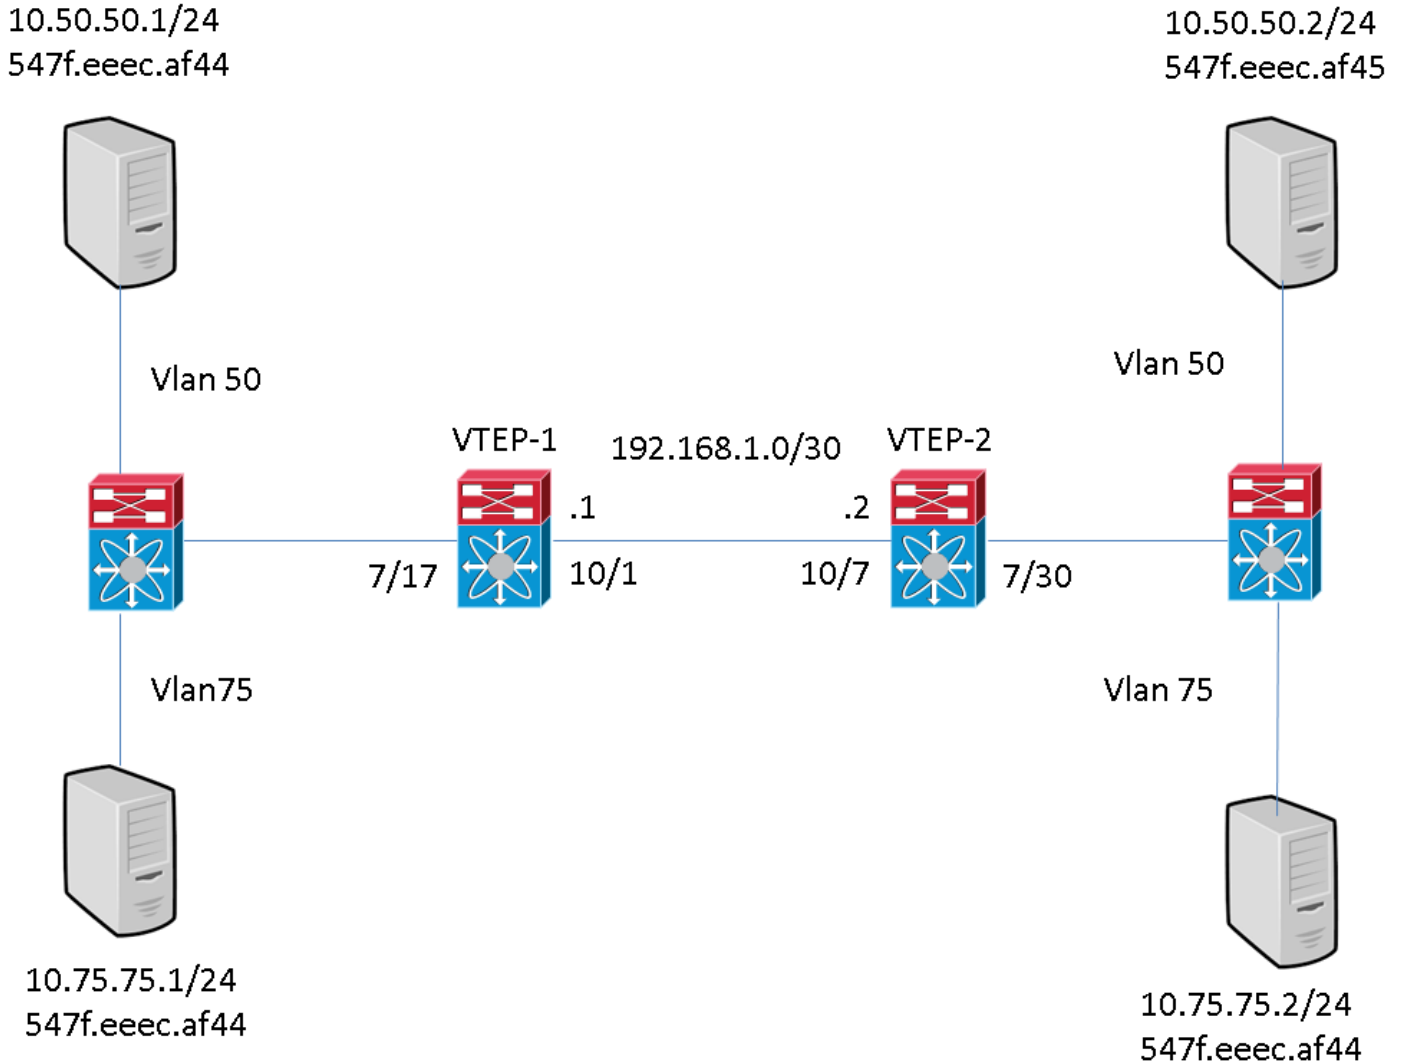 10.50.50.1/24
547f.eeec.af44
10.50.50.2/24
547f.eeec.af45
Vlan 50
Vlan 50
VTEP-1
192.168.1.0/30
VTEP-2
.1
.2
7/17
10/1
10/7
7/30
Vlan75
Vlan 75
10.75.75.1/24
547f.eeec.af44
10.75.75.2/24
547f.eeec.af44